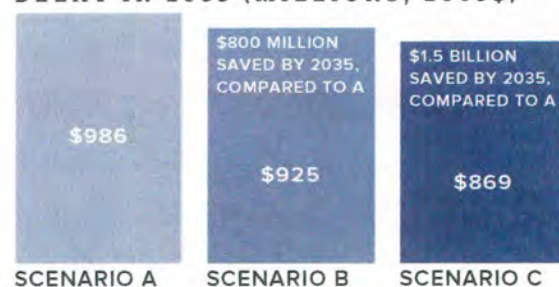 $800 MILLION
SAVED BY 2035,
COMPARED TO A
$1.5 BILLION
SAVED BY 2035,
COMPARED TO A
$986
$925
$869
SCENARIO A
SCENARIO B
SCENARIO C